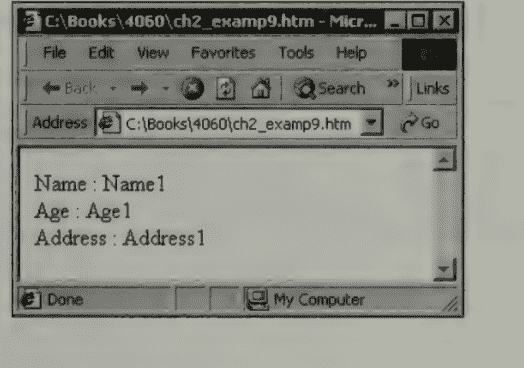 C:\Books\4060\ch2_examp9.htm - Micr...
File Edit View Favorites Tools Help
Back Search » Links
Address C:\Books\4060\ch2_examp9.htm Go
Name : Name1
Age : Age1
Address : Address1
Done My Computer